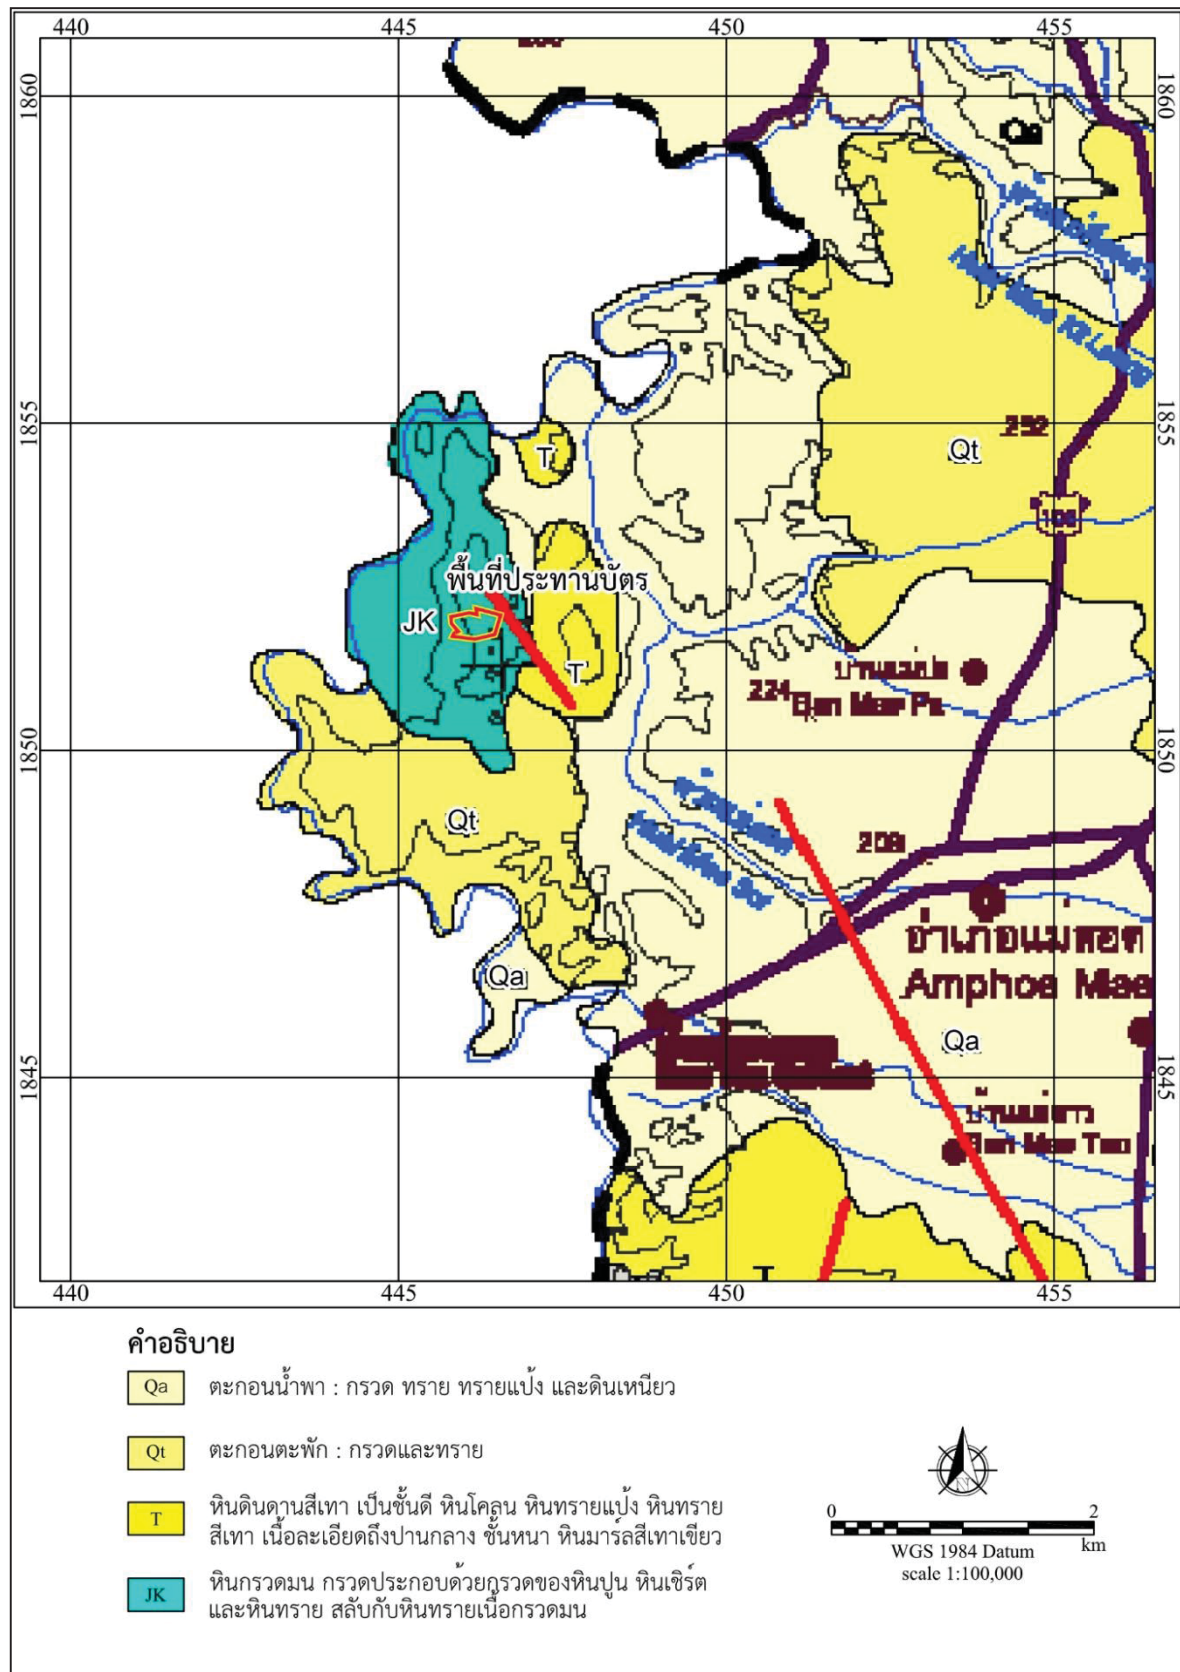 440 445 450 455
1860 1860
Qa
1855 1855
252
Qt
T
108
พื้นที่ประทานบัตร
JK
T
บ้านแม่ปะ
224 Ban Mae Pa
1850 1850
Qt
209
อำเภอแม่สอด
Amphoe Mae
Qa
Qa
1845 1845
บ้านแม่ตาว
Ban Mae Tao
T
440 445 450 455
คำอธิบาย
Qa ตะกอนน้ำพา : กรวด ทราย ทรายแป้ง และดินเหนียว
Qt ตะกอนตะพัก : กรวดและทราย
T หินดินดานสีเทา เป็นชั้นดี หินโคลน หินทรายแป้ง หินทราย
สีเทา เนื้อละเอียดถึงปานกลาง ชั้นหนา หินมาร์ลสีเทาเขียว
JK หินกรวดมน กรวดประกอบด้วยกรวดของหินปูน หินเชิร์ต
และหินทราย สลับกับหินทรายเนื้อกรวดมน
N
0 2
km
WGS 1984 Datum
scale 1:100,000